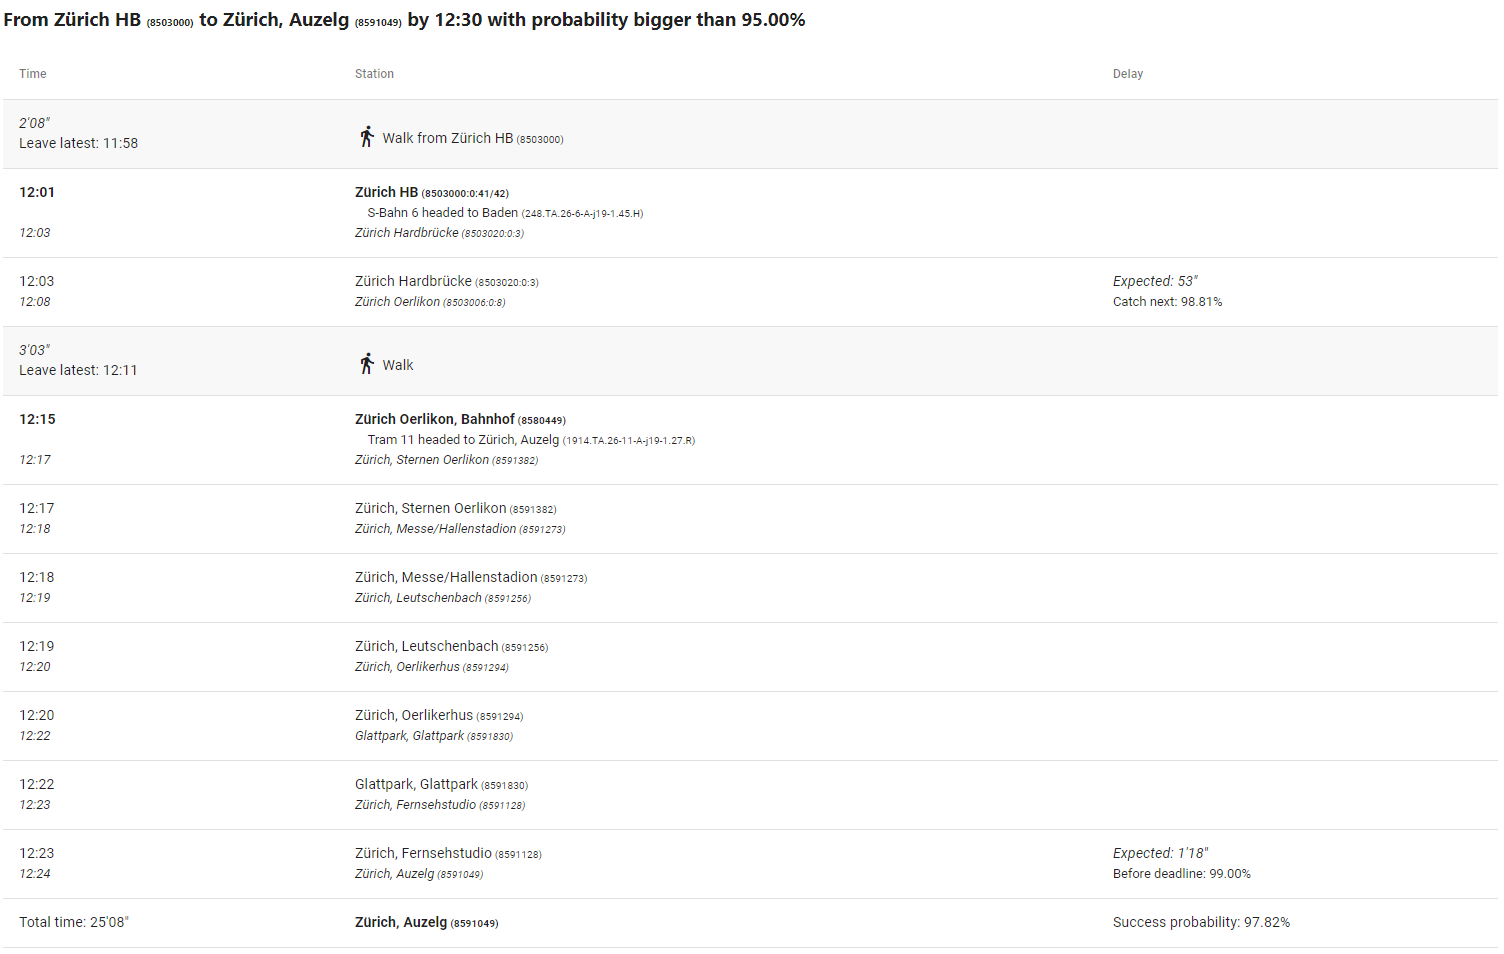 From Zürich HB (8503000) to Zürich, Auzelg (8591049) by 12:30 with probability bigger than 95.00%
Time Station Delay
2'08"
Leave latest: 11:58
Walk from Zürich HB (8503000)
12:01 Zürich HB (8503000:0:41/42)
S-Bahn 6 headed to Baden (248.TA.26-6-A-j19-1.45.H)
12:03 Zürich Hardbrücke (8503020:0:3)
12:03 Zürich Hardbrücke (8503020:0:3) Expected: 53"
12:08 Zürich Oerlikon (8503006:0:8) Catch next: 98.81%
3'03"
Leave latest: 12:11
Walk
12:15 Zürich Oerlikon, Bahnhof (8580449)
Tram 11 headed to Zürich, Auzelg (1914.TA.26-11-A-j19-1.27.R)
12:17 Zürich, Sternen Oerlikon (8591382)
12:17 Zürich, Sternen Oerlikon (8591382)
12:18 Zürich, Messe/Hallenstadion (8591273)
12:18 Zürich, Messe/Hallenstadion (8591273)
12:19 Zürich, Leutschenbach (8591256)
12:19 Zürich, Leutschenbach (8591256)
12:20 Zürich, Oerlikerhus (8591294)
12:20 Zürich, Oerlikerhus (8591294)
12:22 Glattpark, Glattpark (8591830)
12:22 Glattpark, Glattpark (8591830)
12:23 Zürich, Fernsehstudio (8591128)
12:23 Zürich, Fernsehstudio (8591128) Expected: 1'18"
12:24 Zürich, Auzelg (8591049) Before deadline: 99.00%
Total time: 25'08" Zürich, Auzelg (8591049) Success probability: 97.82%